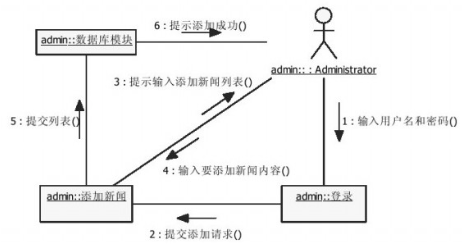 6 : 提示添加成功()
admin::数据库模块
admin:: : Administrator
3 : 提示输入添加新闻列表()
5 : 提交列表()
1 : 输入用户名和密码()
4 : 输入要添加新闻内容()
admin::添加新闻
admin::登录
2 : 提交添加请求()